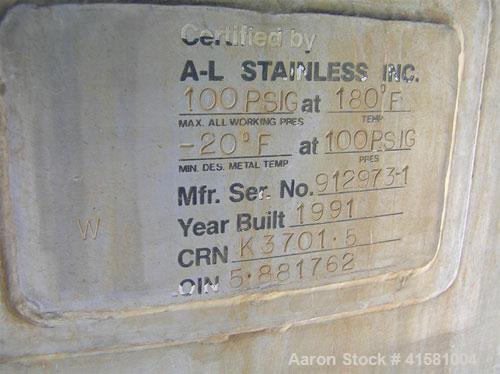 Certified by
A-L STAINLESS INC.
100 PSIG at 180°F
MAX. ALL WORKING PRES TEMP
-20°F at 100PSIG
MIN. DES. METAL TEMP PRES
Mfr. Ser. No. 912973-1
Year Built 1991
W
CRN K3701.5
OIN 5.881762
Aaron Stock # 41581004